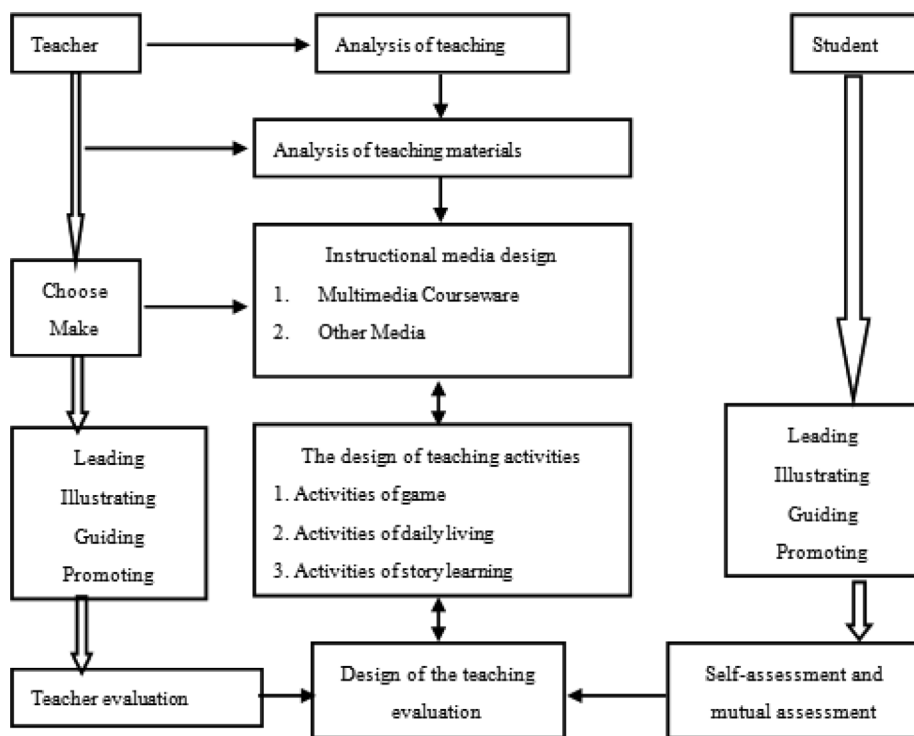 Teacher
Analysis of teaching
Student
Analysis of teaching materials
Instructional media design
1. Multimedia Courseware
2. Other Media
Choose
Make
Leading
Illustrating
Guiding
Promoting
The design of teaching activities
1. Activities of game
2. Activities of daily living
3. Activities of story learning
Leading
Illustrating
Guiding
Promoting
Teacher evaluation
Design of the teaching
evaluation
Self-assessment and
mutual assessment